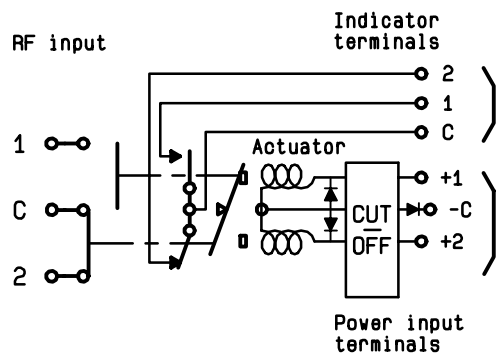 Indicator
terminals
RF input
2
1
C
Actuator
1
C
2
+1
-C
+2
CUT
OFF
Power input
terminals